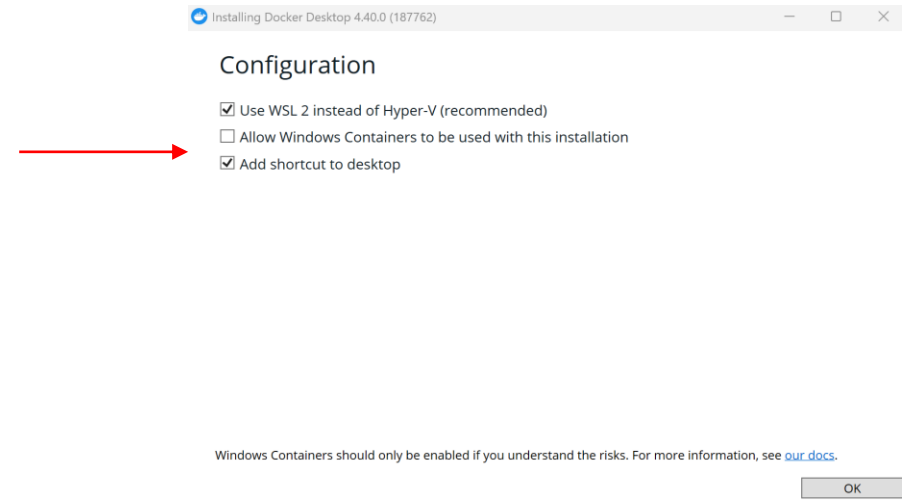 Installing Docker Desktop 4.40.0 (187762)
Configuration
Use WSL 2 instead of Hyper-V (recommended)
Allow Windows Containers to be used with this installation
Add shortcut to desktop
Windows Containers should only be enabled if you understand the risks. For more information, see our docs.
OK